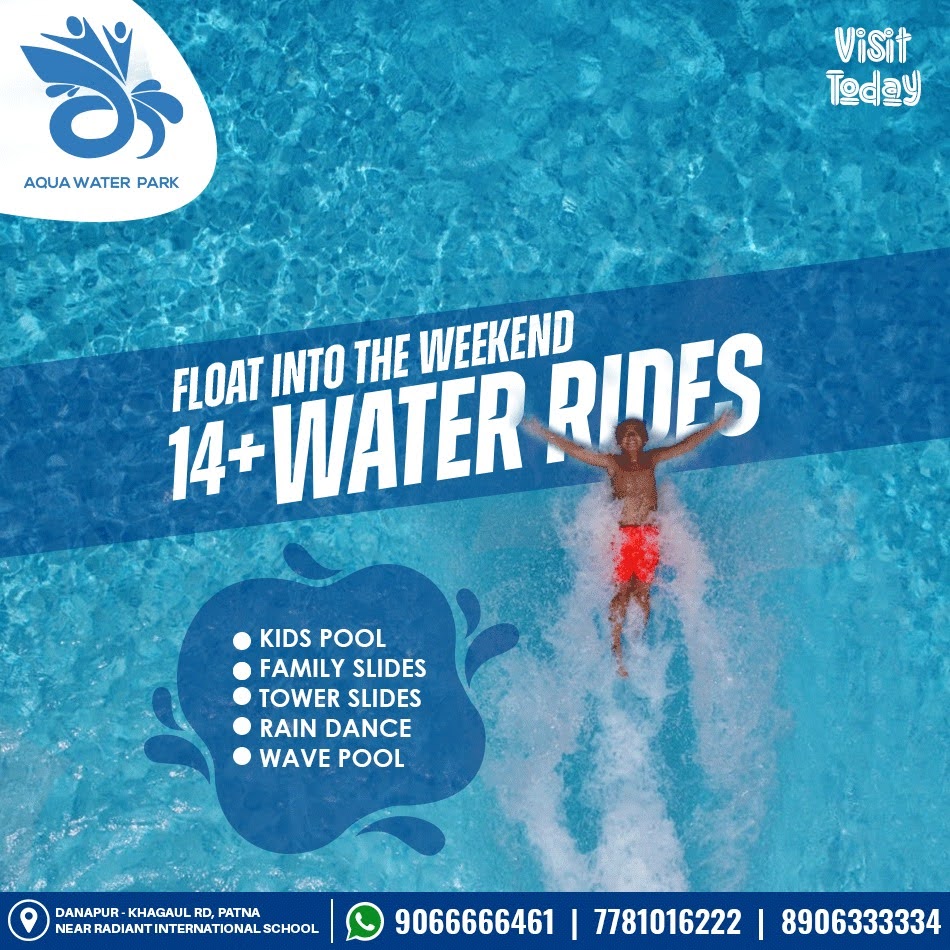 AQUA WATER PARK
Visit
Today
FLOAT INTO THE WEEKEND
14+ WATER RIDES
KIDS POOL
FAMILY SLIDES
TOWER SLIDES
RAIN DANCE
WAVE POOL
DANAPUR - KHAGAUL RD, PATNA
NEAR RADIANT INTERNATIONAL SCHOOL
9066666461 | 7781016222 | 8906333334